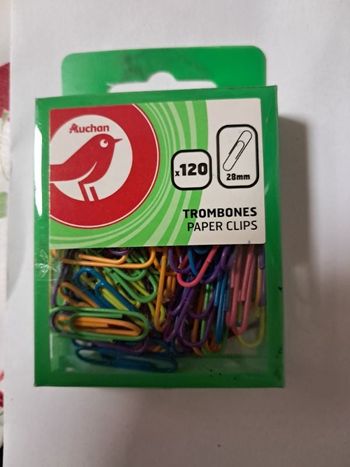 Auchan
x120
28mm
TROMBONES
PAPER CLIPS